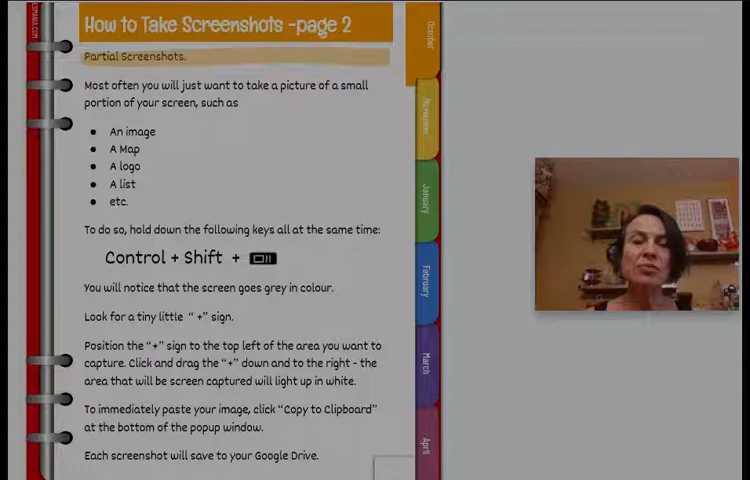 How to Take Screenshots -page 2
Partial Screenshots.
Most often you will just want to take a picture of a small
portion of your screen, such as
An image
A Map
A logo
A list
etc.
To do so, hold down the following keys all at the same time:
Control + Shift +
You will notice that the screen goes grey in colour.
Look for a tiny little " +" sign.
Position the "+" sign to the top left of the area you want to
capture. Click and drag the "+" down and to the right - the
area that will be screen captured will light up in white.
To immediately paste your image, click "Copy to Clipboard"
at the bottom of the popup window.
Each screenshot will save to your Google Drive.
October
November
January
February
March
April